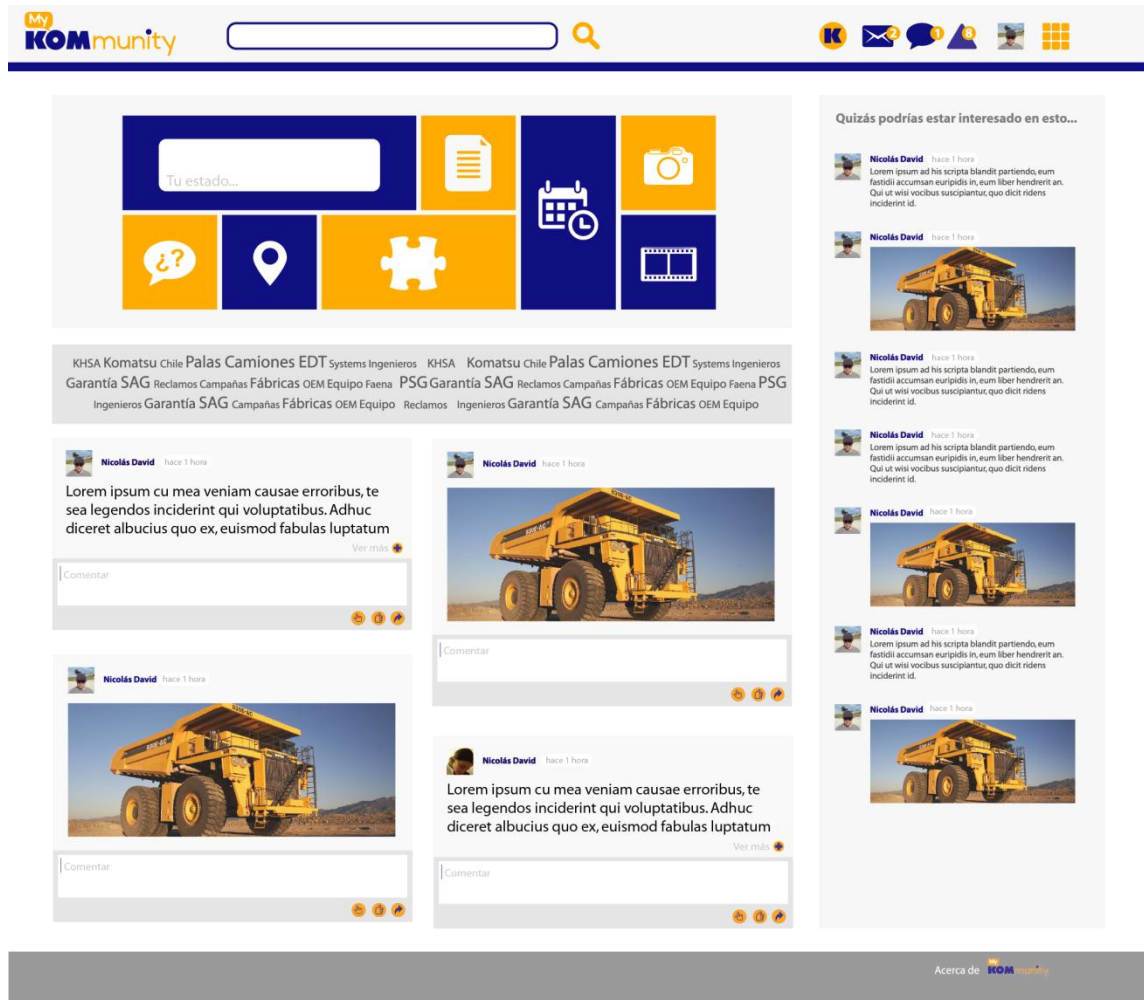 My
KOMmunity
K
2
1
8
Tu estado...
¿?
KHSA Komatsu Chile Palas Camiones EDT Systems Ingenieros KHSA Komatsu Chile Palas Camiones EDT Systems Ingenieros
Garantía SAG Reclamos Campañas Fábricas OEM Equipo Faena PSG Garantía SAG Reclamos Campañas Fábricas OEM Equipo Faena PSG
Ingenieros Garantía SAG Campañas Fábricas OEM Equipo Reclamos Ingenieros Garantía SAG Campañas Fábricas OEM Equipo
Nicolás David hace 1 hora
Lorem ipsum cu mea veniam causae erroribus, te
sea legendos inciderint qui voluptatibus. Adhuc
diceret albucius quo ex, euismod fabulas luptatum
Ver más
Comentar
Nicolás David hace 1 hora
Comentar
Nicolás David hace 1 hora
Comentar
Nicolás David hace 1 hora
Lorem ipsum cu mea veniam causae erroribus, te
sea legendos inciderint qui voluptatibus. Adhuc
diceret albucius quo ex, euismod fabulas luptatum
Ver más
Comentar
Quizás podrías estar interesado en esto...
Nicolás David hace 1 hora
Lorem ipsum ad his scripta blandit partiendo, eum
fastidii accumsan euripidis in, eum liber hendrerit an.
Qui ut wisi vocibus suscipiantur, quo dicit ridens
inciderint id.
Nicolás David hace 1 hora
Nicolás David hace 1 hora
Lorem ipsum ad his scripta blandit partiendo, eum
fastidii accumsan euripidis in, eum liber hendrerit an.
Qui ut wisi vocibus suscipiantur, quo dicit ridens
inciderint id.
Nicolás David hace 1 hora
Lorem ipsum ad his scripta blandit partiendo, eum
fastidii accumsan euripidis in, eum liber hendrerit an.
Qui ut wisi vocibus suscipiantur, quo dicit ridens
inciderint id.
Nicolás David hace 1 hora
Nicolás David hace 1 hora
Lorem ipsum ad his scripta blandit partiendo, eum
fastidii accumsan euripidis in, eum liber hendrerit an.
Qui ut wisi vocibus suscipiantur, quo dicit ridens
inciderint id.
Nicolás David hace 1 hora
Acerca de My KOMmunity